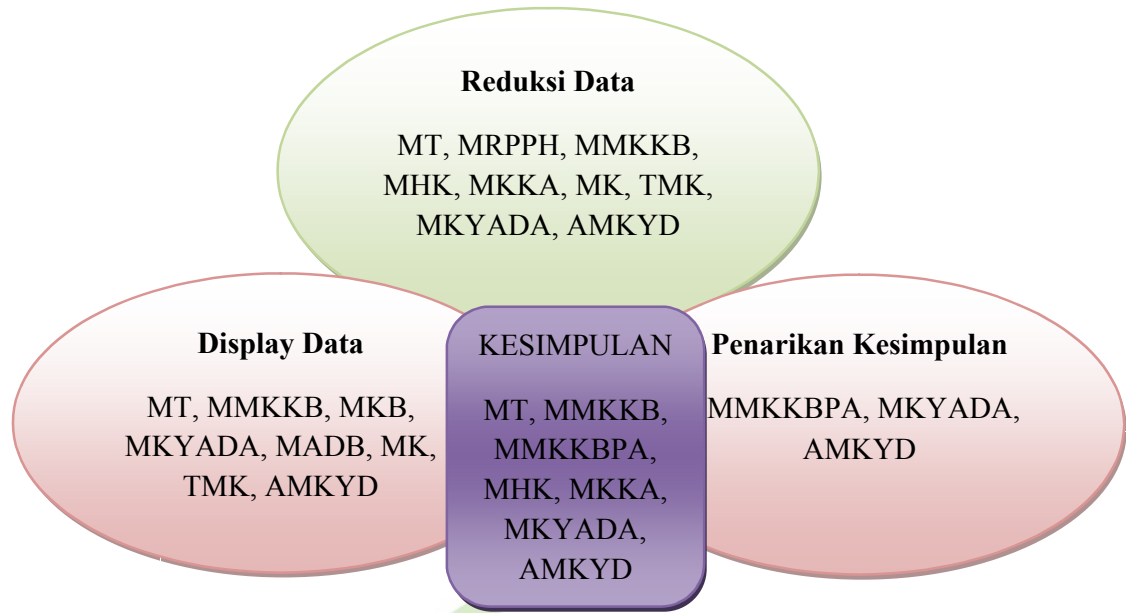 Reduksi Data
MT, MRPPH, MMKKB,
MHK, MKKA, MK, TMK,
MKYADA, AMKYD
Display Data
MT, MMKKB, MKB,
MKYADA, MADB, MK,
TMK, AMKYD
KESIMPULAN
MT, MMKKB,
MMKKBPA,
MHK, MKKA,
MKYADA,
AMKYD
Penarikan Kesimpulan
MMKKBPA, MKYADA,
AMKYD